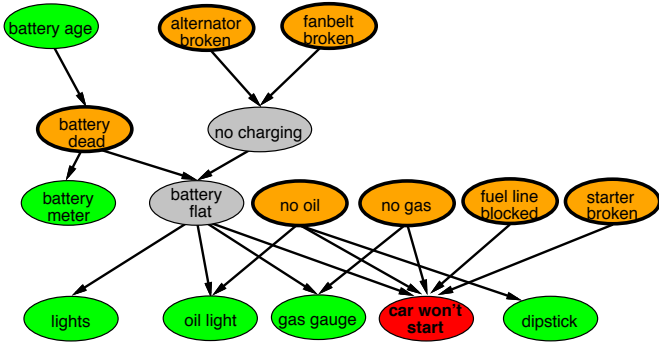 battery age
alternator
broken
fanbelt
broken
battery
dead
no charging
battery
meter
battery
flat
no oil
no gas
fuel line
blocked
starter
broken
lights
oil light
gas gauge
car won't
start
dipstick